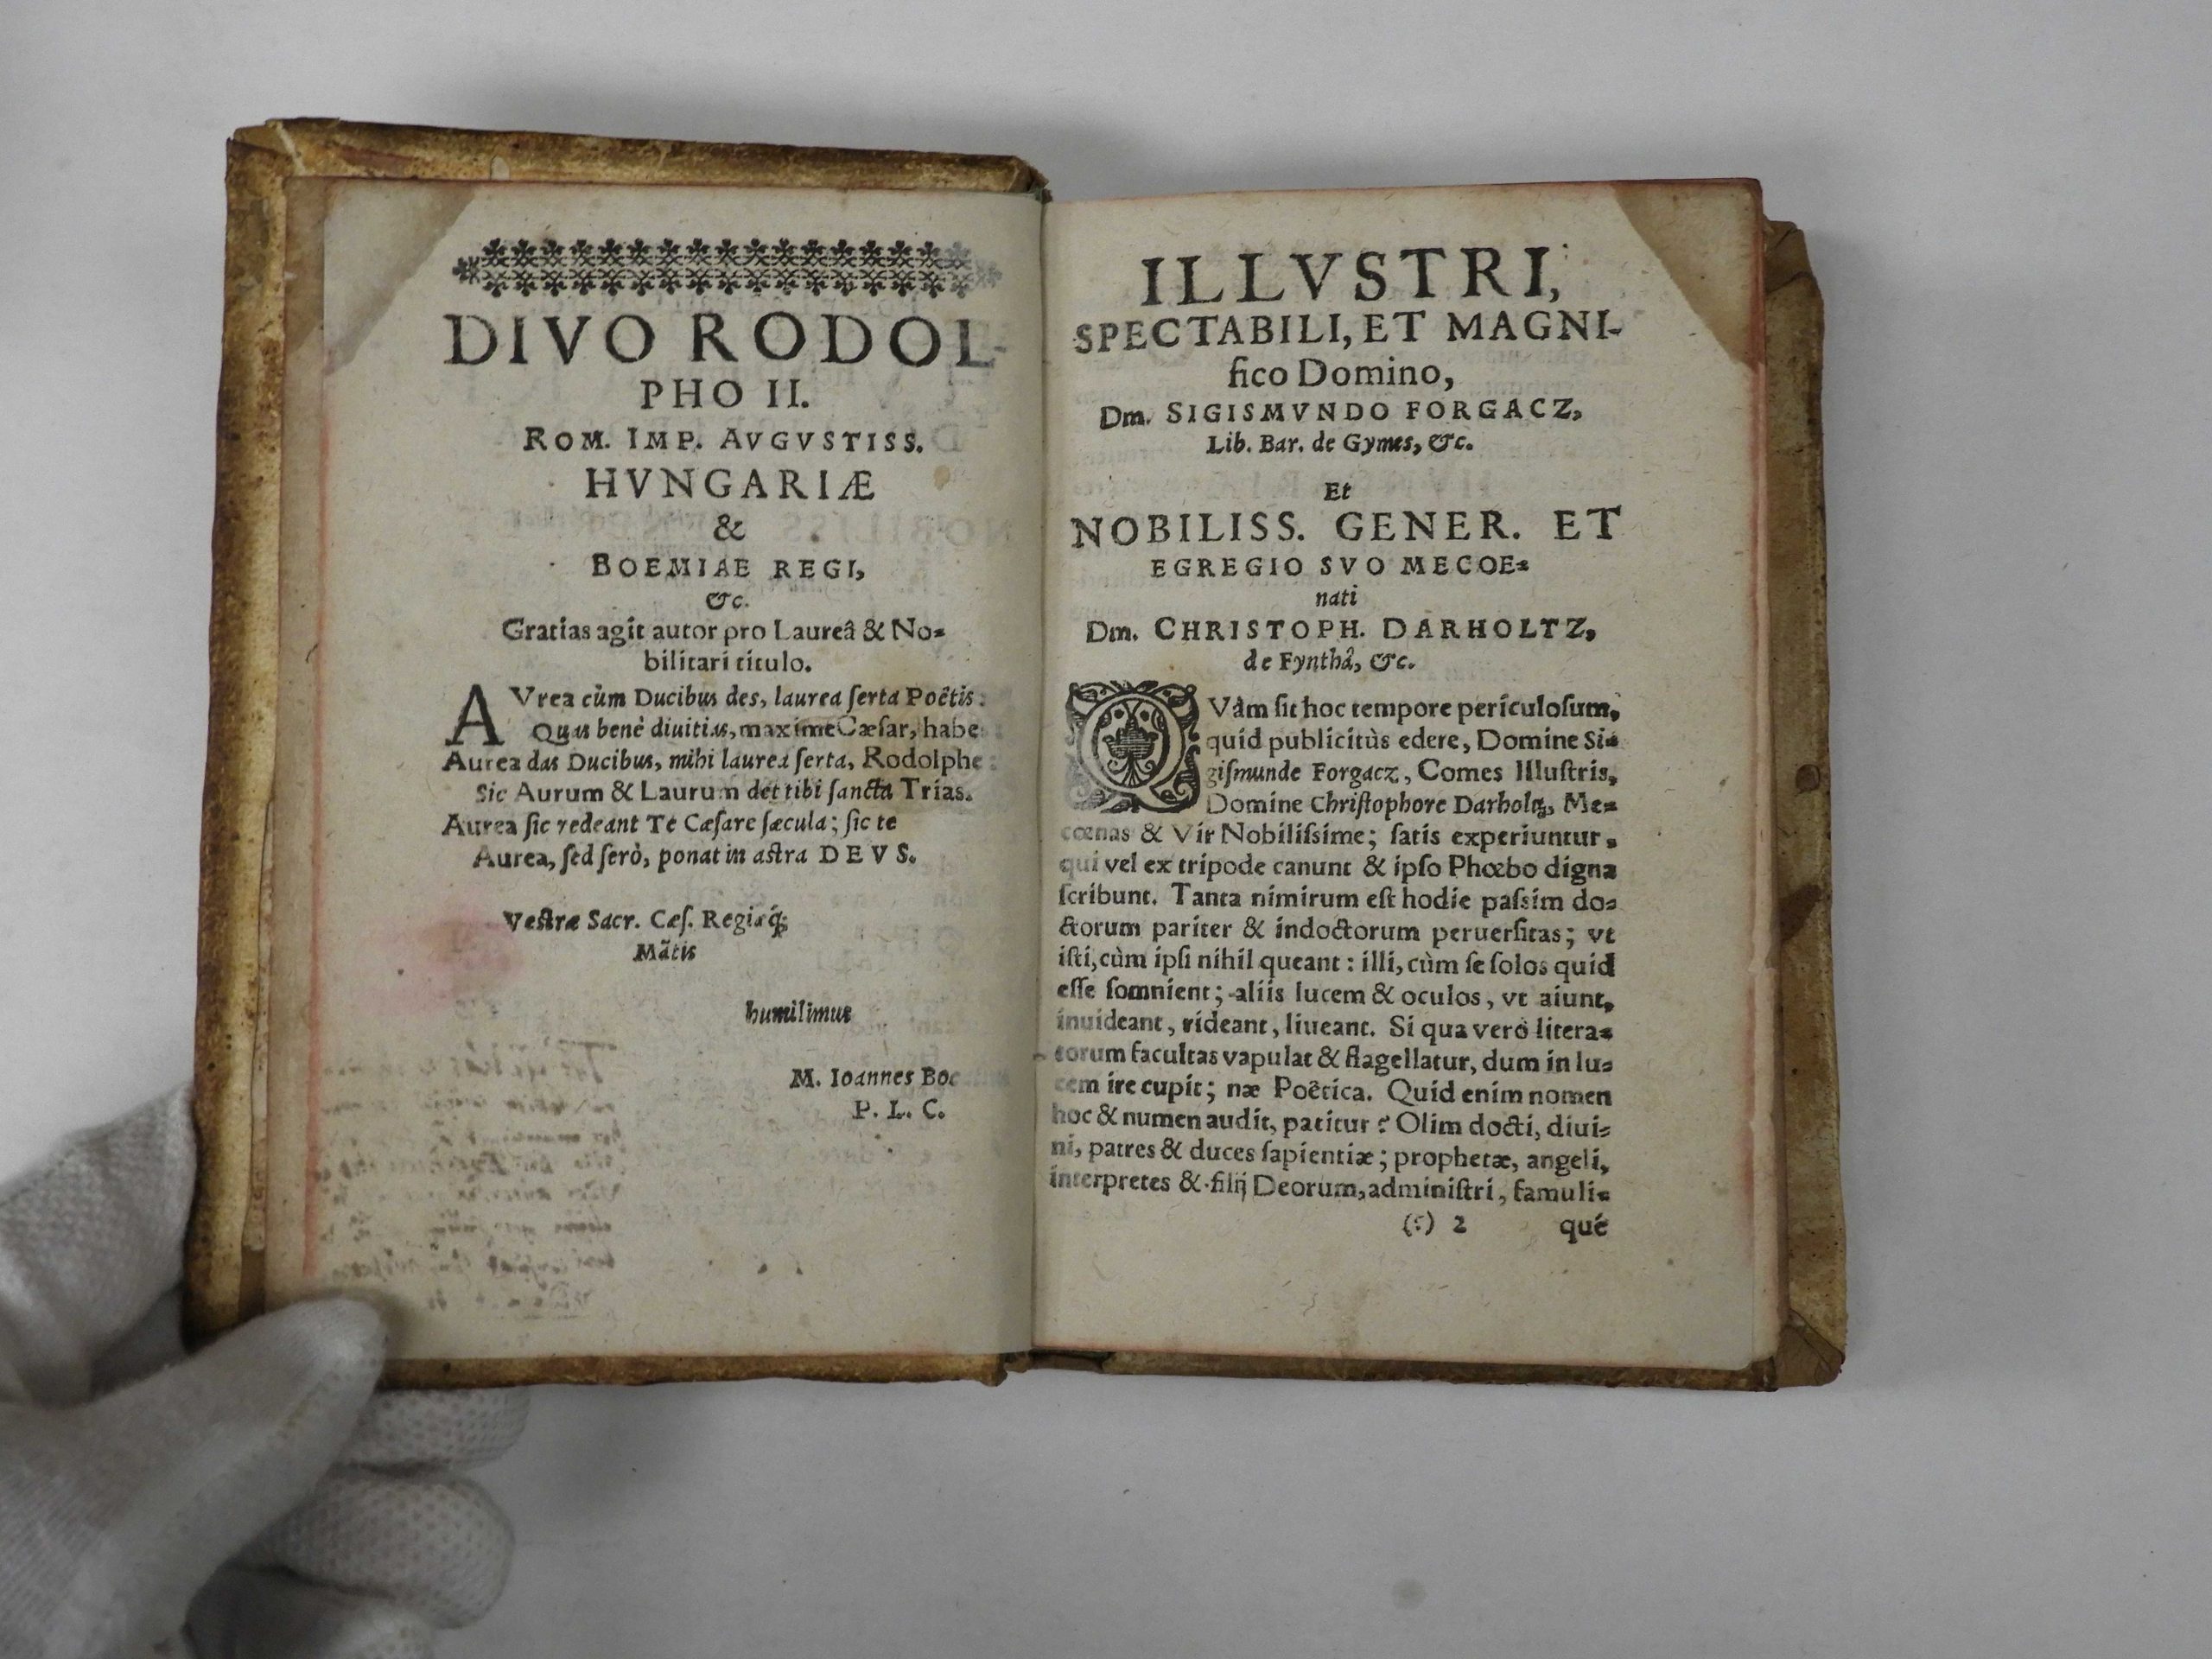 DIVO RODOL-
PHO II.
ROM. IMP. AVGVSTISS.
HVNGARIÆ
&
BOEMIAE REGI,
&c.
Gratias agit autor pro Laureâ & No-
bilitari titulo.
AVrea cùm Ducibus des, laurea ſerta Poêtis:
Quas benè diuitias, maxime Cæſar, habe
Aurea das Ducibus, mihi laurea ſerta, Rodolphe:
Sic Aurum & Laurum det tibi ſancta Trias.
Aurea ſic redeant Te Cæſare ſæcula; ſic te
Aurea, ſed ſerò, ponat in astra DEVS.
Vestræ Sacr. Cæſ. Regiæq́;
Mãtis
humilimus
M. Ioannes Boc
P. L. C.
ILLVSTRI,
SPECTABILI, ET MAGNI-
fico Domino,
Dm. SIGISMVNDO FORGACZ,
Lib. Bar. de Gymes, &c.
Et
NOBILISS. GENER. ET
EGREGIO SVO MECOE-
nati
Dm. CHRISTOPH. DARHOLTZ,
de Fynthâ, &c.
QVàm ſit hoc tempore periculoſum,
quid publicitùs edere, Domine Si-
giſmunde Forgacz, Comes Illuſtris,
Domine Chriſtophore Darholtz, Me-
cœnas & Vir Nobiliſsime; ſatis experiuntur,
qui vel ex tripode canunt & ipſo Phœbo digna
ſcribunt. Tanta nimirum eſt hodie paſsim do-
ctorum pariter & indoctorum peruerſitas; vt
iſti, cùm ipſi nihil queant: illi, cùm ſe ſolos quid
eſſe ſomnient; aliis lucem & oculos, vt aiunt,
inuideant, rideant, liueant. Si qua verò litera-
torum facultas vapulat & flagellatur, dum in lu-
cem ire cupit; næ Poêtica. Quid enim nomen
hoc & numen audit, patitur? Olim docti, diui-
ni, patres & duces ſapientiæ; prophetæ, angeli,
interpretes & filij Deorum, adminiſtri, famuli-
(:) 2 qué